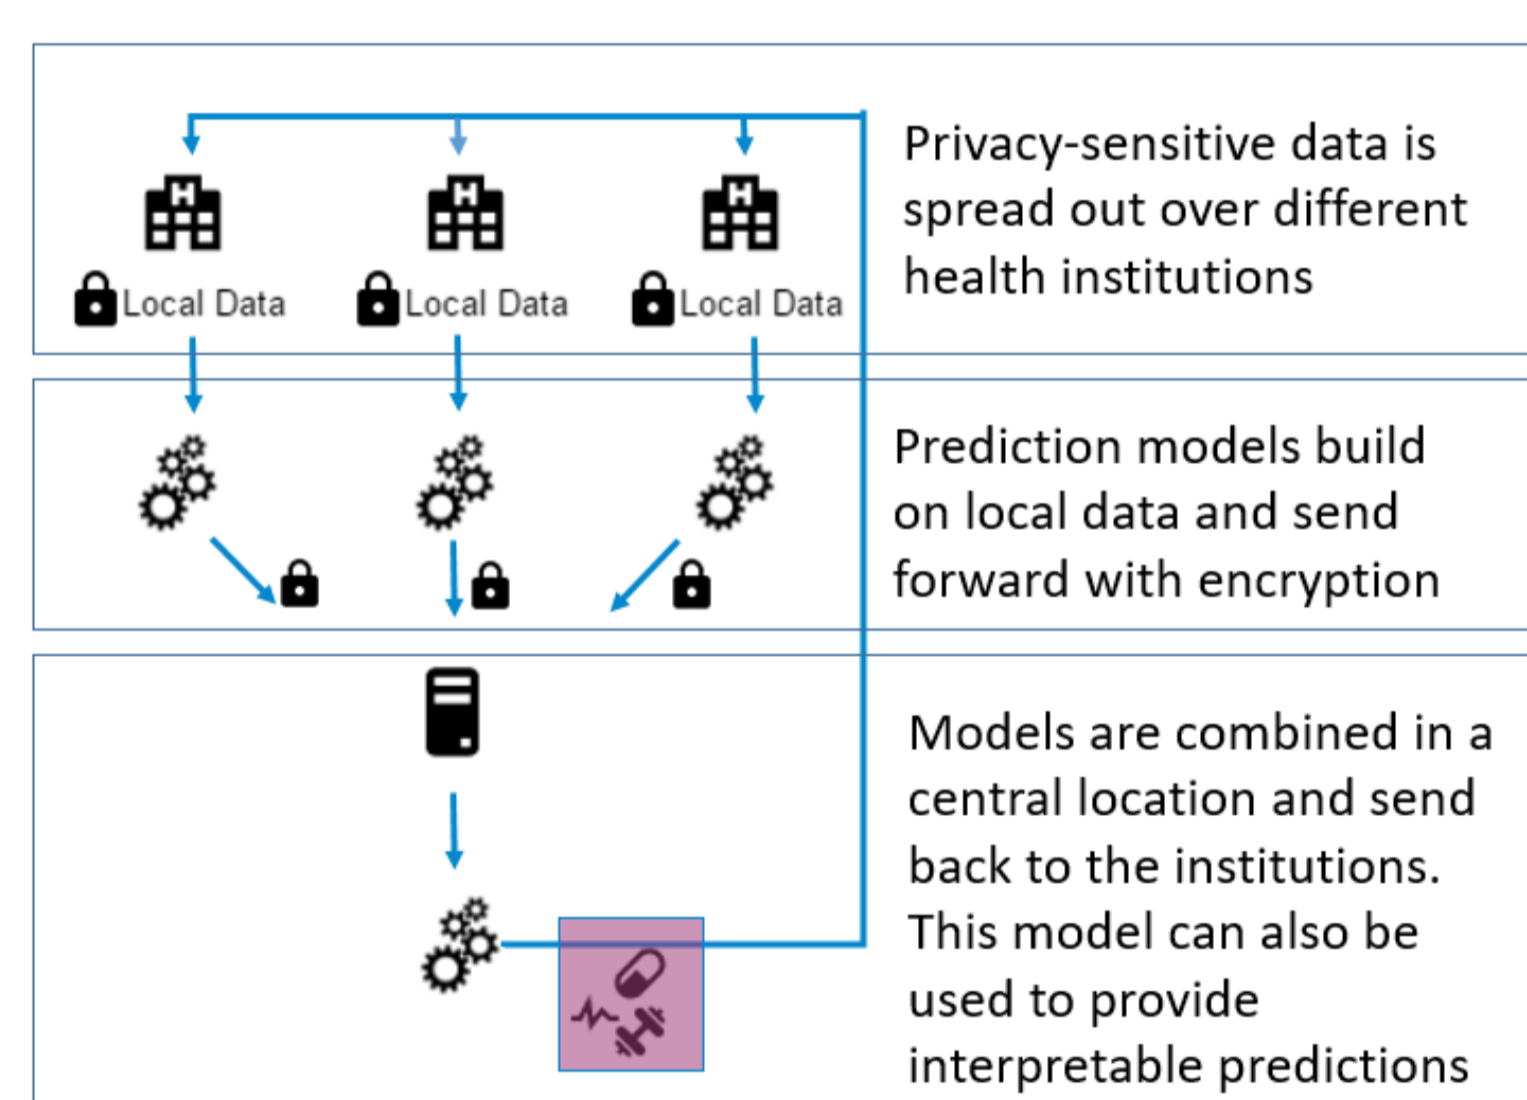 Privacy-sensitive data is
spread out over different
health institutions
Local Data
Local Data
Local Data
Prediction models build
on local data and send
forward with encryption
Models are combined in a
central location and send
back to the institutions.
This model can also be
used to provide
interpretable predictions